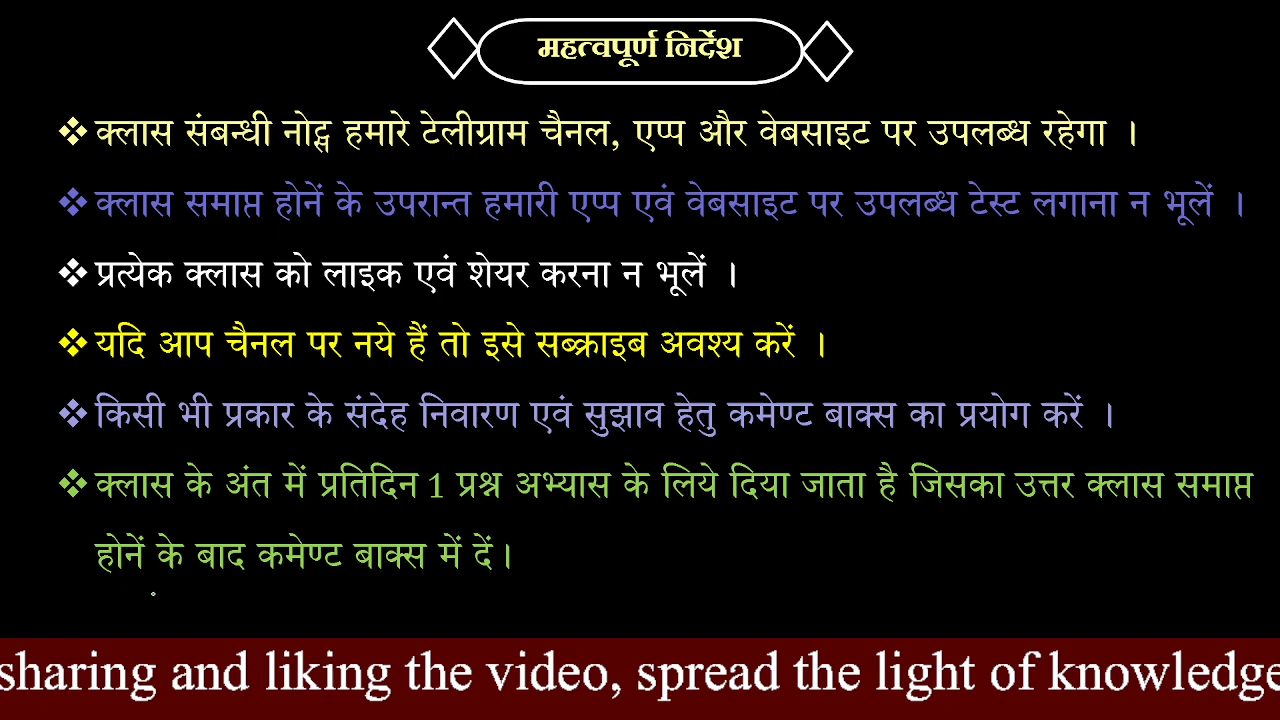 महत्वपूर्ण निर्देश
❖ क्लास संबन्धी नोट्स हमारे टेलीग्राम चैनल, एप्प और वेबसाइट पर उपलब्ध रहेगा ।
❖ क्लास समाप्त होनें के उपरान्त हमारी एप्प एवं वेबसाइट पर उपलब्ध टेस्ट लगाना न भूलें ।
❖ प्रत्येक क्लास को लाइक एवं शेयर करना न भूलें ।
❖ यदि आप चैनल पर नये हैं तो इसे सब्क्राइब अवश्य करें ।
❖ किसी भी प्रकार के संदेह निवारण एवं सुझाव हेतु कमेण्ट बाक्स का प्रयोग करें ।
❖ क्लास के अंत में प्रतिदिन 1 प्रश्न अभ्यास के लिये दिया जाता है जिसका उत्तर क्लास समाप्त
होनें के बाद कमेण्ट बाक्स में दें।
sharing and liking the video, spread the light of knowledge